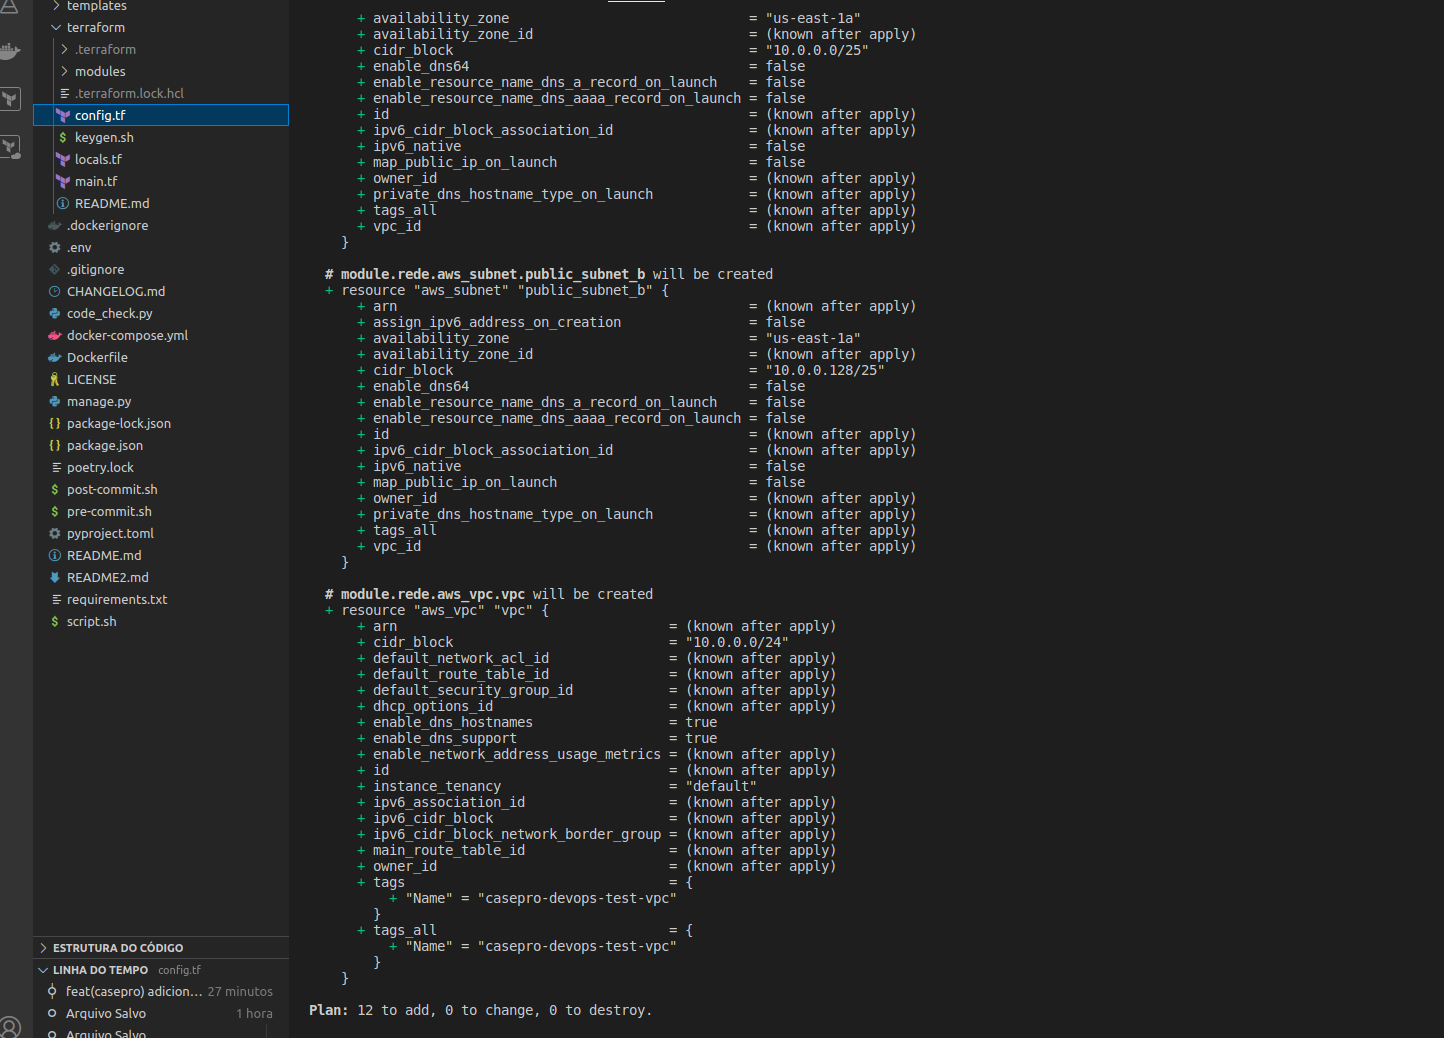 templates
terraform
.terraform
modules
.terraform.lock.hcl
config.tf
keygen.sh
locals.tf
main.tf
README.md
.dockerignore
.env
.gitignore
CHANGELOG.md
code_check.py
docker-compose.yml
Dockerfile
LICENSE
manage.py
package-lock.json
package.json
poetry.lock
post-commit.sh
pre-commit.sh
pyproject.toml
README.md
README2.md
requirements.txt
script.sh
ESTRUTURA DO CÓDIGO
LINHA DO TEMPO config.tf
feat(casepro) adicion... 27 minutos
Arquivo Salvo 1 hora
Arquivo Salvo
+ availability_zone = "us-east-1a"
+ availability_zone_id = (known after apply)
+ cidr_block = "10.0.0.0/25"
+ enable_dns64 = false
+ enable_resource_name_dns_a_record_on_launch = false
+ enable_resource_name_dns_aaaa_record_on_launch = false
+ id = (known after apply)
+ ipv6_cidr_block_association_id = (known after apply)
+ ipv6_native = false
+ map_public_ip_on_launch = false
+ owner_id = (known after apply)
+ private_dns_hostname_type_on_launch = (known after apply)
+ tags_all = (known after apply)
+ vpc_id = (known after apply)
}
# module.rede.aws_subnet.public_subnet_b will be created
+ resource "aws_subnet" "public_subnet_b" {
+ arn = (known after apply)
+ assign_ipv6_address_on_creation = false
+ availability_zone = "us-east-1a"
+ availability_zone_id = (known after apply)
+ cidr_block = "10.0.0.128/25"
+ enable_dns64 = false
+ enable_resource_name_dns_a_record_on_launch = false
+ enable_resource_name_dns_aaaa_record_on_launch = false
+ id = (known after apply)
+ ipv6_cidr_block_association_id = (known after apply)
+ ipv6_native = false
+ map_public_ip_on_launch = false
+ owner_id = (known after apply)
+ private_dns_hostname_type_on_launch = (known after apply)
+ tags_all = (known after apply)
+ vpc_id = (known after apply)
}
# module.rede.aws_vpc.vpc will be created
+ resource "aws_vpc" "vpc" {
+ arn = (known after apply)
+ cidr_block = "10.0.0.0/24"
+ default_network_acl_id = (known after apply)
+ default_route_table_id = (known after apply)
+ default_security_group_id = (known after apply)
+ dhcp_options_id = (known after apply)
+ enable_dns_hostnames = true
+ enable_dns_support = true
+ enable_network_address_usage_metrics = (known after apply)
+ id = (known after apply)
+ instance_tenancy = "default"
+ ipv6_association_id = (known after apply)
+ ipv6_cidr_block = (known after apply)
+ ipv6_cidr_block_network_border_group = (known after apply)
+ main_route_table_id = (known after apply)
+ owner_id = (known after apply)
+ tags = {
+ "Name" = "casepro-devops-test-vpc"
}
+ tags_all = {
+ "Name" = "casepro-devops-test-vpc"
}
}
Plan: 12 to add, 0 to change, 0 to destroy.